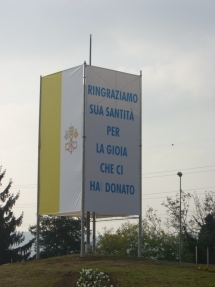 RINGRAZIAMO
SUA SANTITÀ
PER
LA GIOIA
CHE CI
HA DONATO